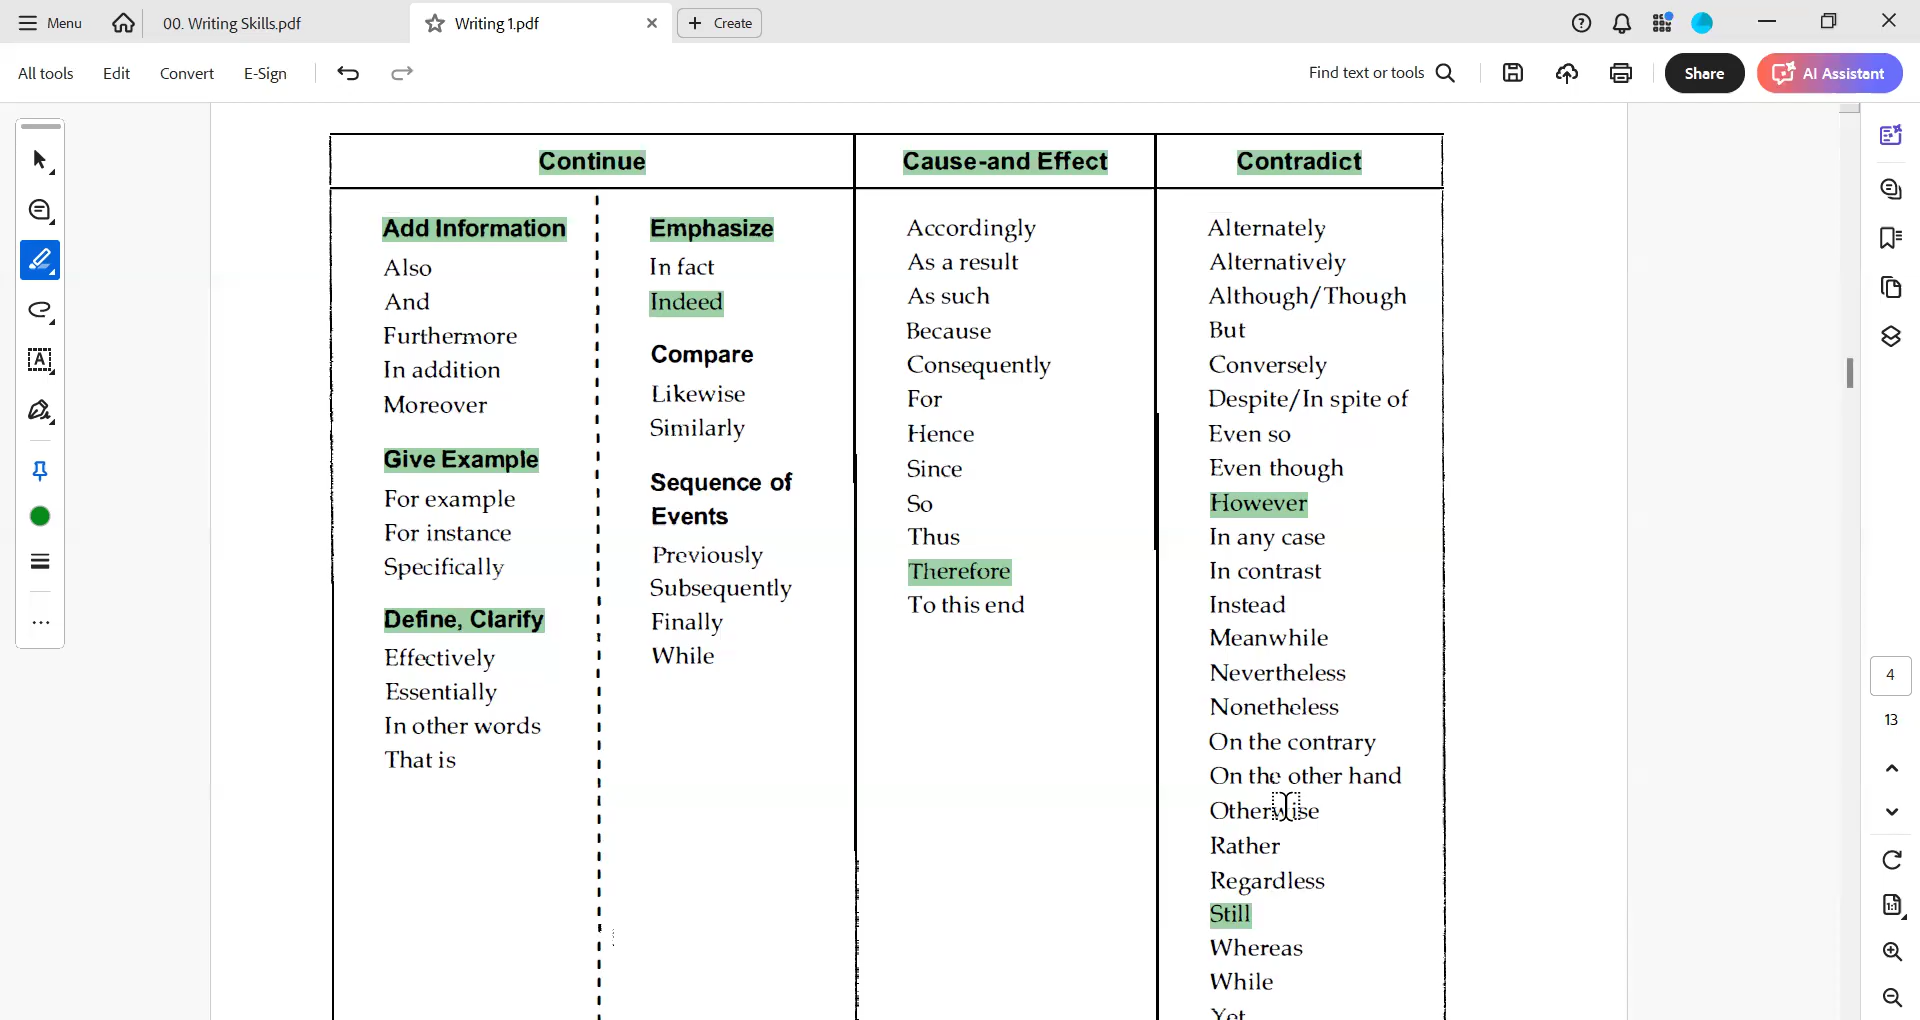 Menu
00. Writing Skills.pdf
Writing 1.pdf
Create
All tools
Edit
Convert
E-Sign
Find text or tools
Share
AI Assistant
Continue
Cause-and Effect
Contradict
Add Information
Also
And
Furthermore
In addition
Moreover
Give Example
For example
For instance
Specifically
Define, Clarify
Effectively
Essentially
In other words
That is
Emphasize
In fact
Indeed
Compare
Likewise
Similarly
Sequence of
Events
Previously
Subsequently
Finally
While
Accordingly
As a result
As such
Because
Consequently
For
Hence
Since
So
Thus
Therefore
To this end
Alternately
Alternatively
Although/Though
But
Conversely
Despite/In spite of
Even so
Even though
However
In any case
In contrast
Instead
Meanwhile
Nevertheless
Nonetheless
On the contrary
On the other hand
Otherwise
Rather
Regardless
Still
Whereas
While
Yet
4
13